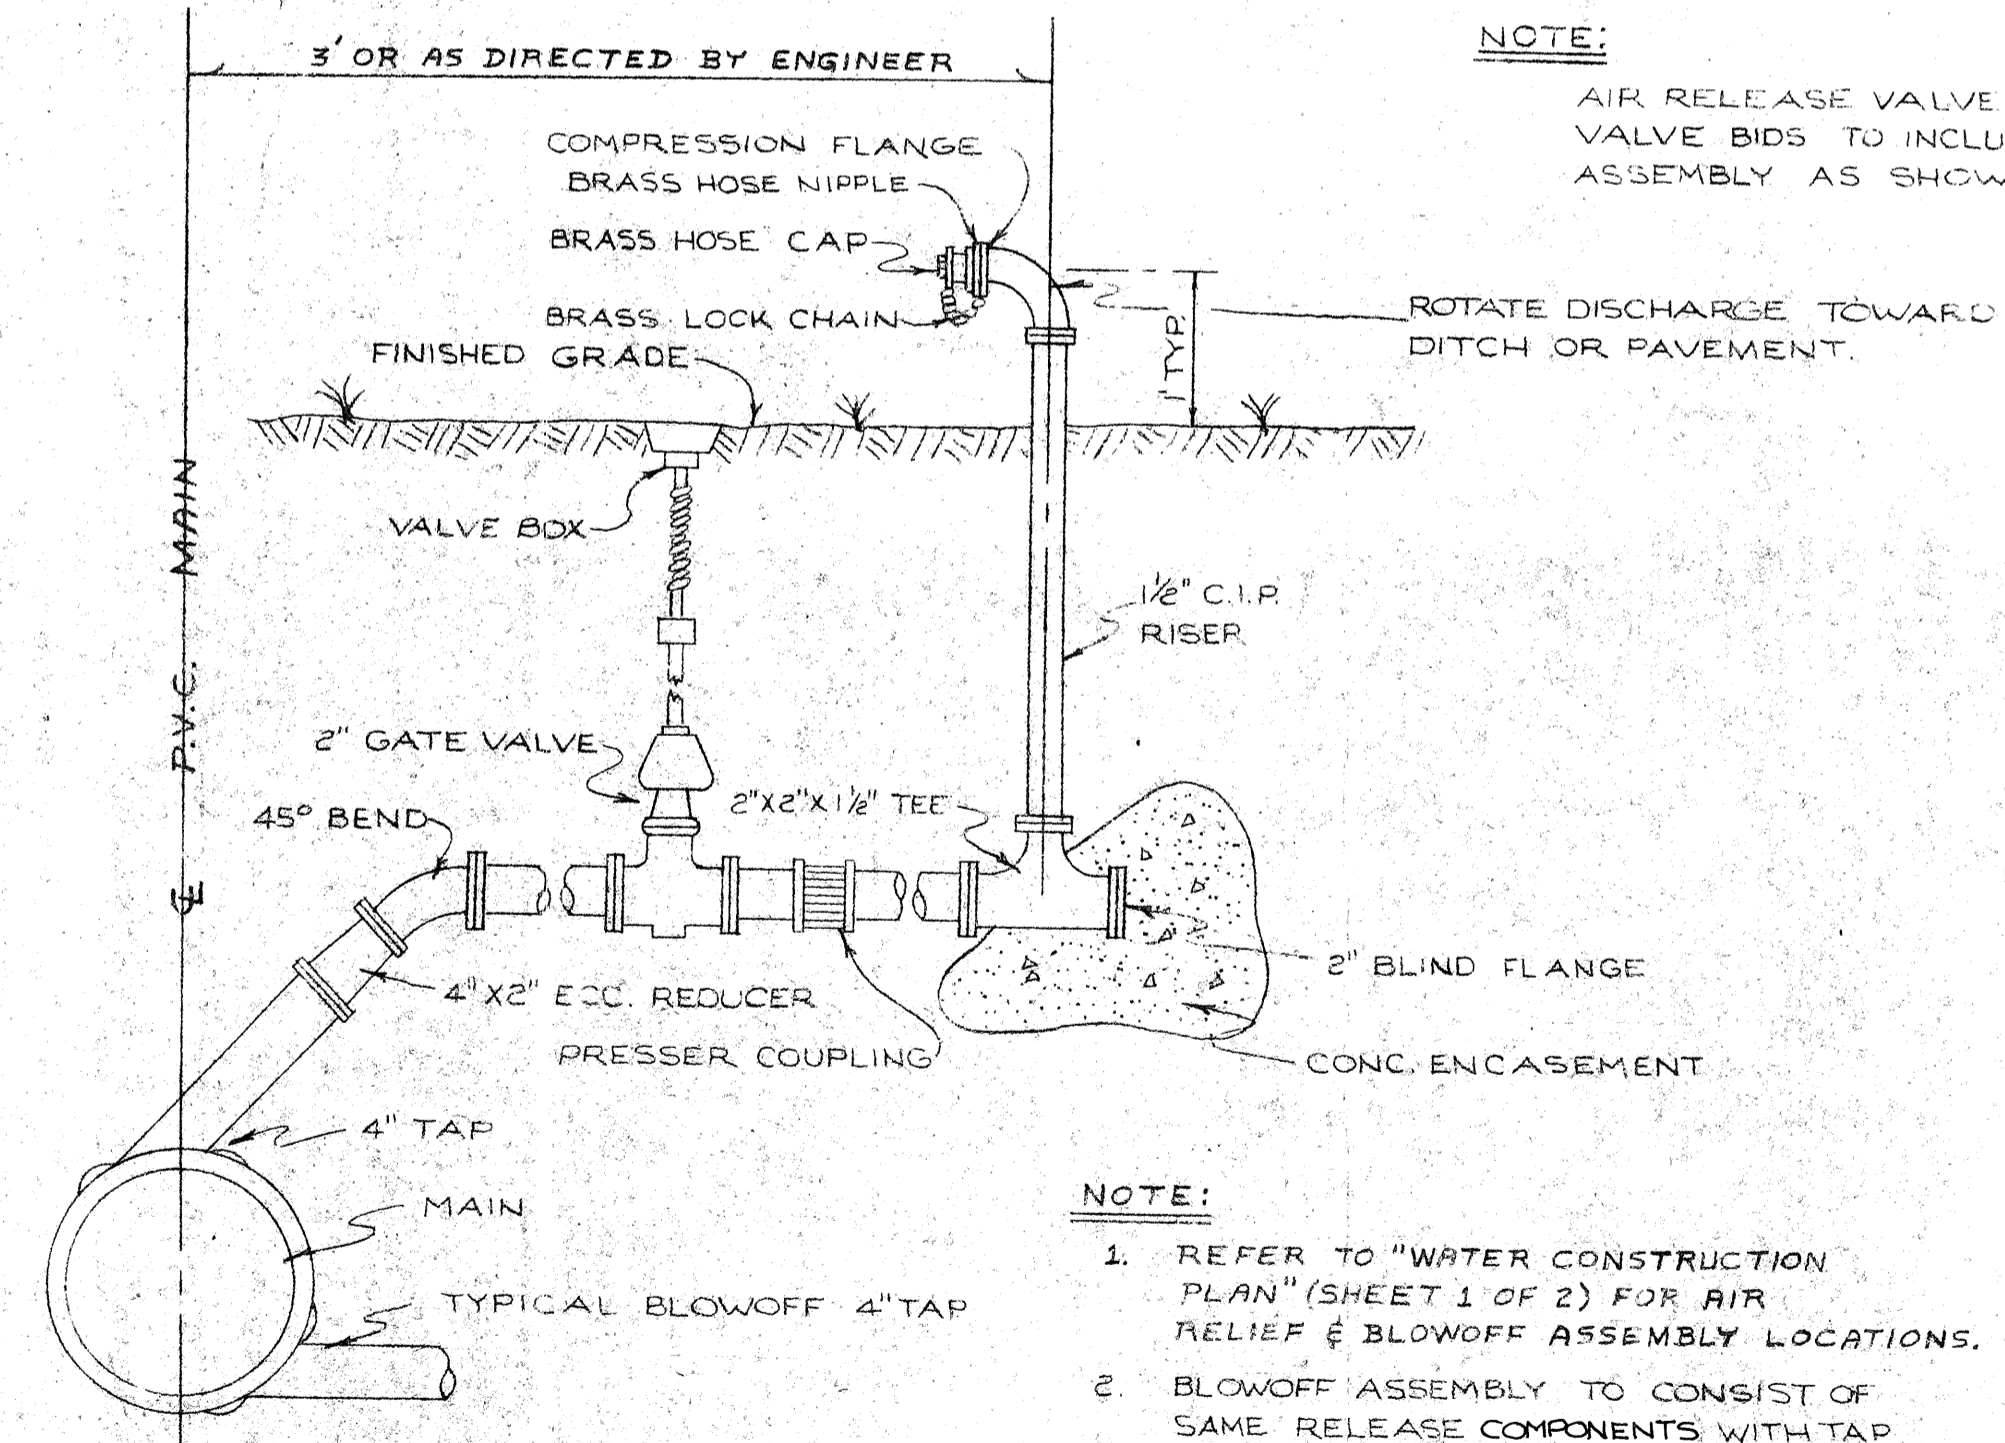 3' OR AS DIRECTED BY ENGINEER
NOTE:
AIR RELEASE VALVE
VALVE BIDS TO INCLU
ASSEMBLY AS SHOW
COMPRESSION FLANGE
BRASS HOSE NIPPLE
BRASS HOSE CAP
BRASS LOCK CHAIN
FINISHED GRADE
1' TYP.
ROTATE DISCHARGE TOWARD
DITCH OR PAVEMENT.
VALVE BOX
℄ P.V.C. MAIN
1½" C.I.P.
RISER
2" GATE VALVE
2"X2"X1½" TEE
45° BEND
4"X2" ECC. REDUCER
2" BLIND FLANGE
PRESSER COUPLING
CONC. ENCASEMENT
4" TAP
MAIN
TYPICAL BLOWOFF 4" TAP
NOTE:
1. REFER TO "WATER CONSTRUCTION
PLAN" (SHEET 1 OF 2) FOR AIR
RELIEF & BLOWOFF ASSEMBLY LOCATIONS.
2. BLOWOFF ASSEMBLY TO CONSIST OF
SAME RELEASE COMPONENTS WITH TAP